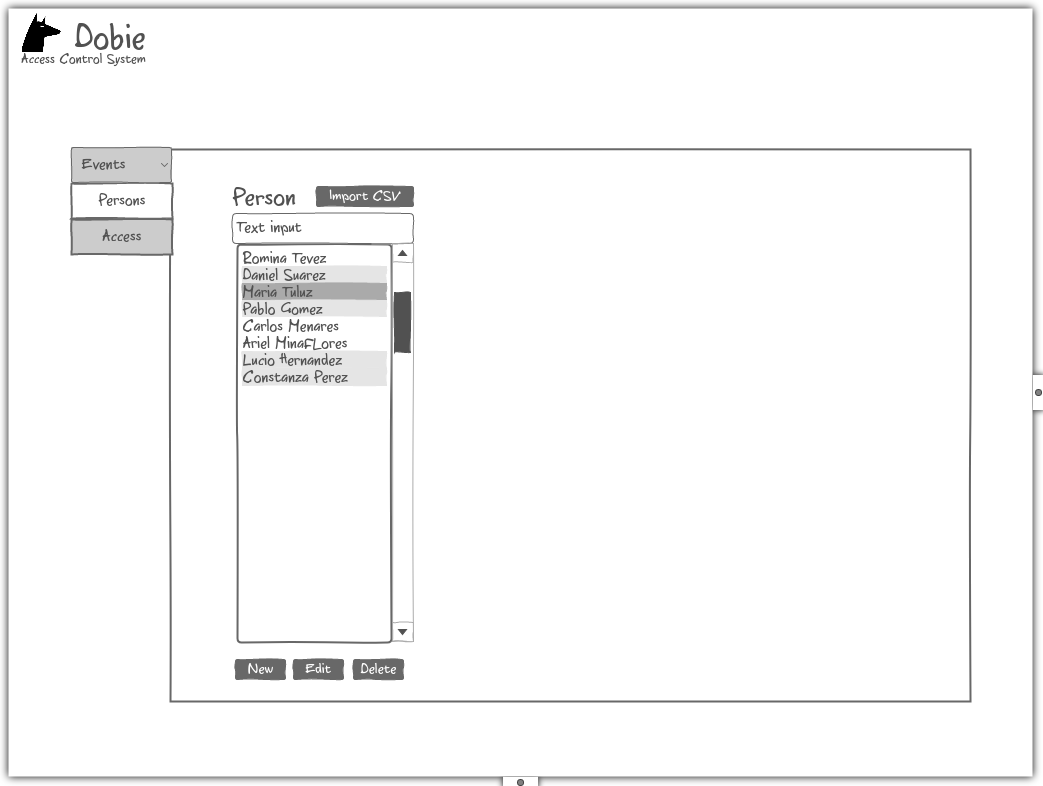 Dobie
Access Control System
Events
Persons
Access
Person
Import CSV
Text input
Romina Tevez
Daniel Suarez
Maria Tuluz
Pablo Gomez
Carlos Menares
Ariel MinaFLores
Lucio Hernandez
Constanza Perez
New
Edit
Delete